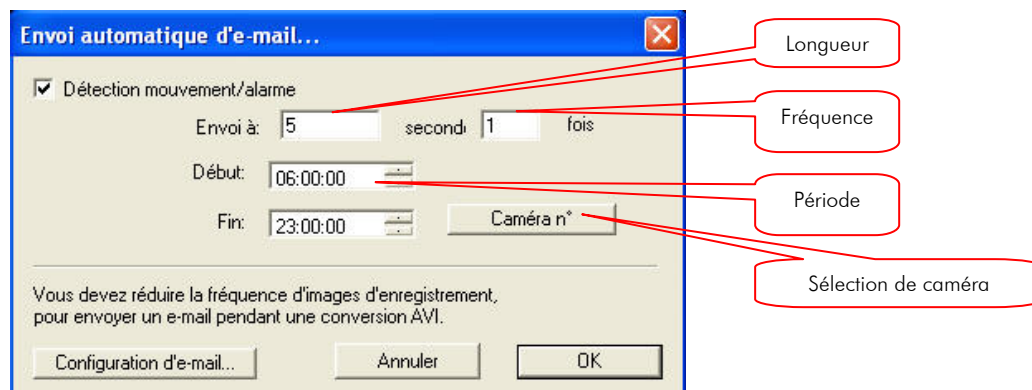 Envoi automatique d'e-mail...
Longueur
Détection mouvement/alarme
Envoi à: 5 second 1 fois
Fréquence
Début: 06:00:00
Période
Fin: 23:00:00 Caméra n°
Sélection de caméra
Vous devez réduire la fréquence d'images d'enregistrement,
pour envoyer un e-mail pendant une conversion AVI.
Configuration d'e-mail... Annuler OK